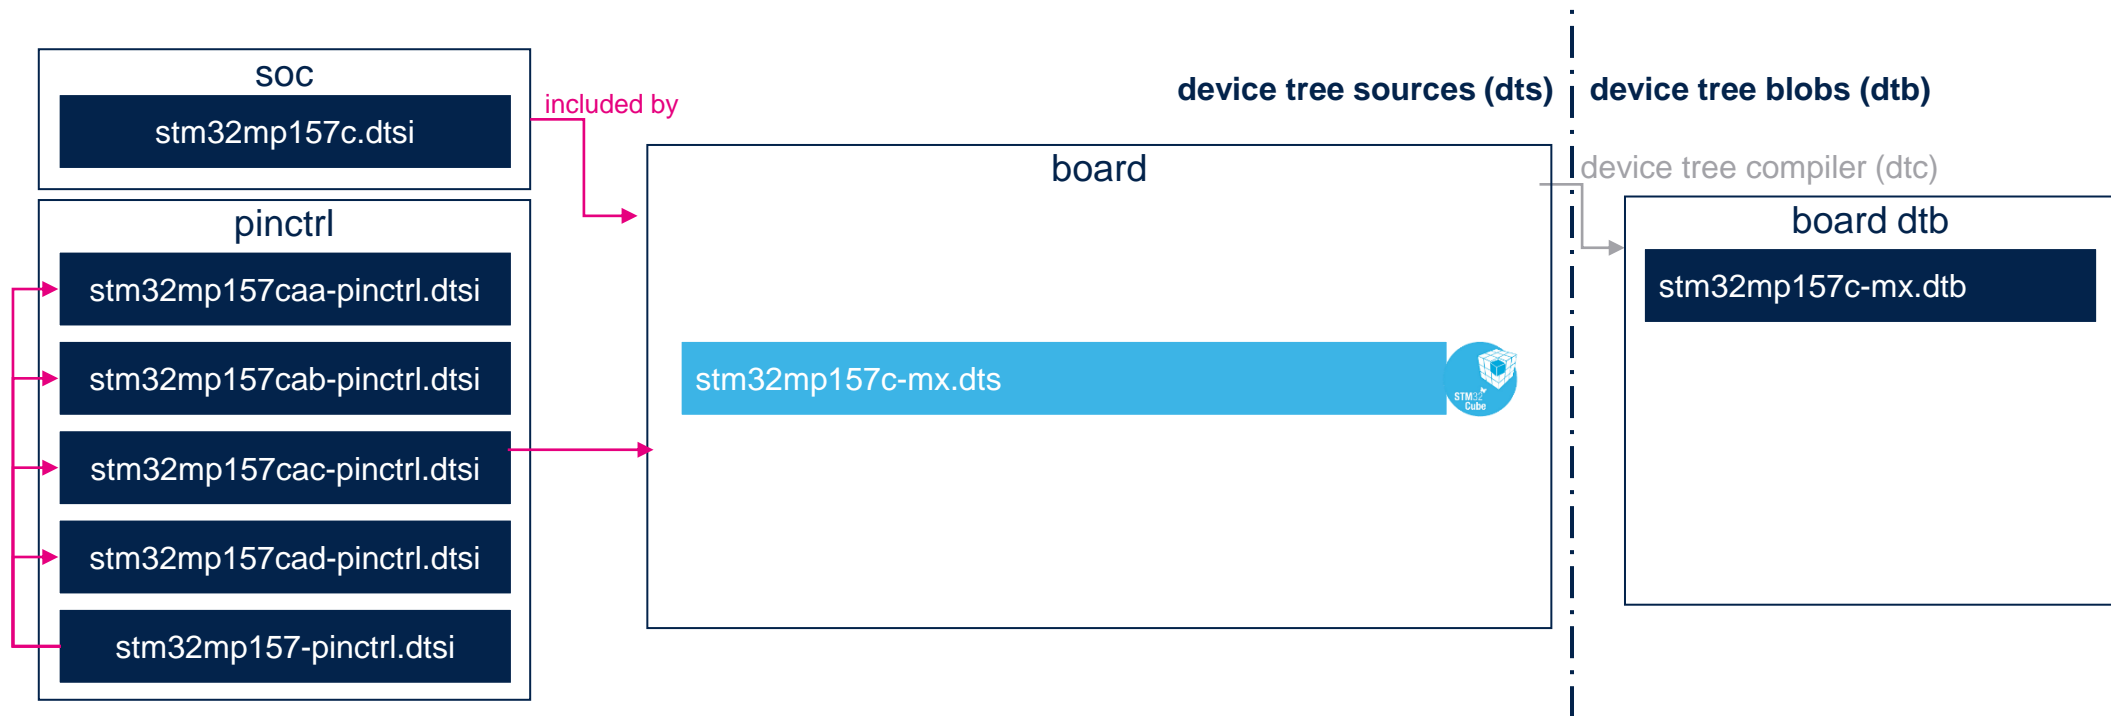 soc
stm32mp157c.dtsi
included by
device tree sources (dts)
device tree blobs (dtb)
pinctrl
stm32mp157caa-pinctrl.dtsi
stm32mp157cab-pinctrl.dtsi
stm32mp157cac-pinctrl.dtsi
stm32mp157cad-pinctrl.dtsi
stm32mp157-pinctrl.dtsi
board
stm32mp157c-mx.dts
STM32
Cube
device tree compiler (dtc)
board dtb
stm32mp157c-mx.dtb